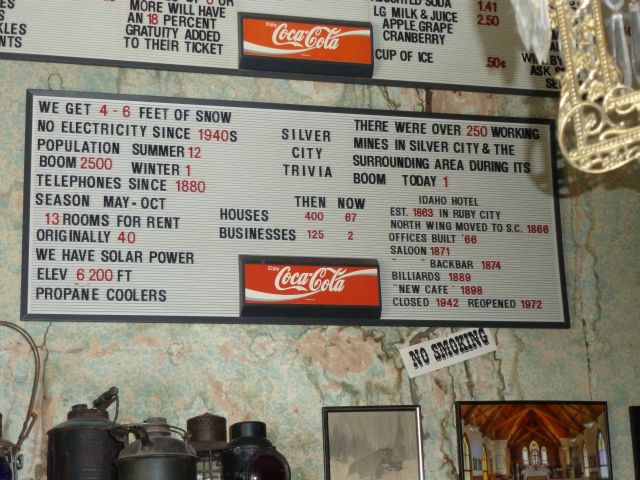 MORE WILL HAVE
AN 18 PERCENT
GRATUITY ADDED
TO THEIR TICKET
Enjoy
Coca-Cola
SODA 1.41
LG MILK & JUICE 2.50
APPLE GRAPE
CRANBERRY
CUP OF ICE 50¢
WE GET 4-6 FEET OF SNOW
NO ELECTRICITY SINCE 1940S
POPULATION SUMMER 12
BOOM 2500 WINTER 1
TELEPHONES SINCE 1880
SEASON MAY-OCT
13 ROOMS FOR RENT
ORIGINALLY 40
WE HAVE SOLAR POWER
ELEV 6 200 FT
PROPANE COOLERS
SILVER
CITY
TRIVIA
THEN NOW
HOUSES 400 67
BUSINESSES 125 2
Enjoy
Coca-Cola
THERE WERE OVER 250 WORKING
MINES IN SILVER CITY & THE
SURROUNDING AREA DURING ITS
BOOM TODAY 1
IDAHO HOTEL
EST. 1863 IN RUBY CITY
NORTH WING MOVED TO S.C. 1866
OFFICES BUILT '66
SALOON 1871
" " BACKBAR 1874
BILLIARDS 1889
"NEW CAFE" 1898
CLOSED 1942 REOPENED 1972
NO SMOKING